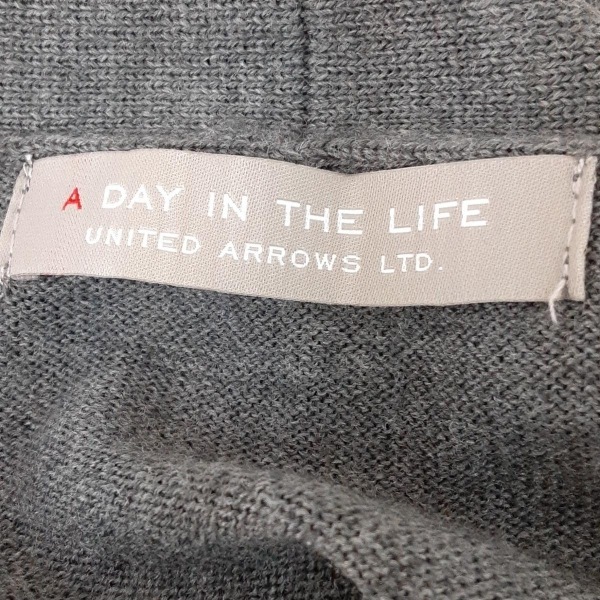 A DAY IN THE LIFE
UNITED ARROWS LTD.